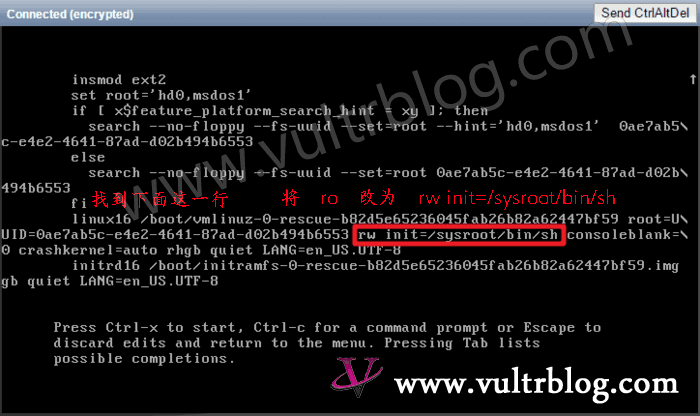 Connected (encrypted)
Send CtrlAltDel
insmod ext2
set root='hd0,msdos1'
if [ x$feature_platform_search_hint = xy ]; then
search --no-floppy --fs-uuid --set=root --hint='hd0,msdos1' 0ae7ab5\
c-e4e2-4641-87ad-d02b494b6553
else
search --no-floppy --fs-uuid --set=root 0ae7ab5c-e4e2-4641-87ad-d02b\
494b6553
找到下面这一行 将 ro 改为 rw init=/sysroot/bin/sh
fi
linux16 /boot/vmlinuz-0-rescue-b82d5e65236045fab26b82a62447bf59 root=U\
UID=0ae7ab5c-e4e2-4641-87ad-d02b494b6553 rw init=/sysroot/bin/sh consoleblank=\
0 crashkernel=auto rhgb quiet LANG=en_US.UTF-8
initrd16 /boot/initramfs-0-rescue-b82d5e65236045fab26b82a62447bf59.img
gb quiet LANG=en_US.UTF-8
Press Ctrl-x to start, Ctrl-c for a command prompt or Escape to
discard edits and return to the menu. Pressing Tab lists
possible completions.
www.vultrblog.com
www.vultrblog.com